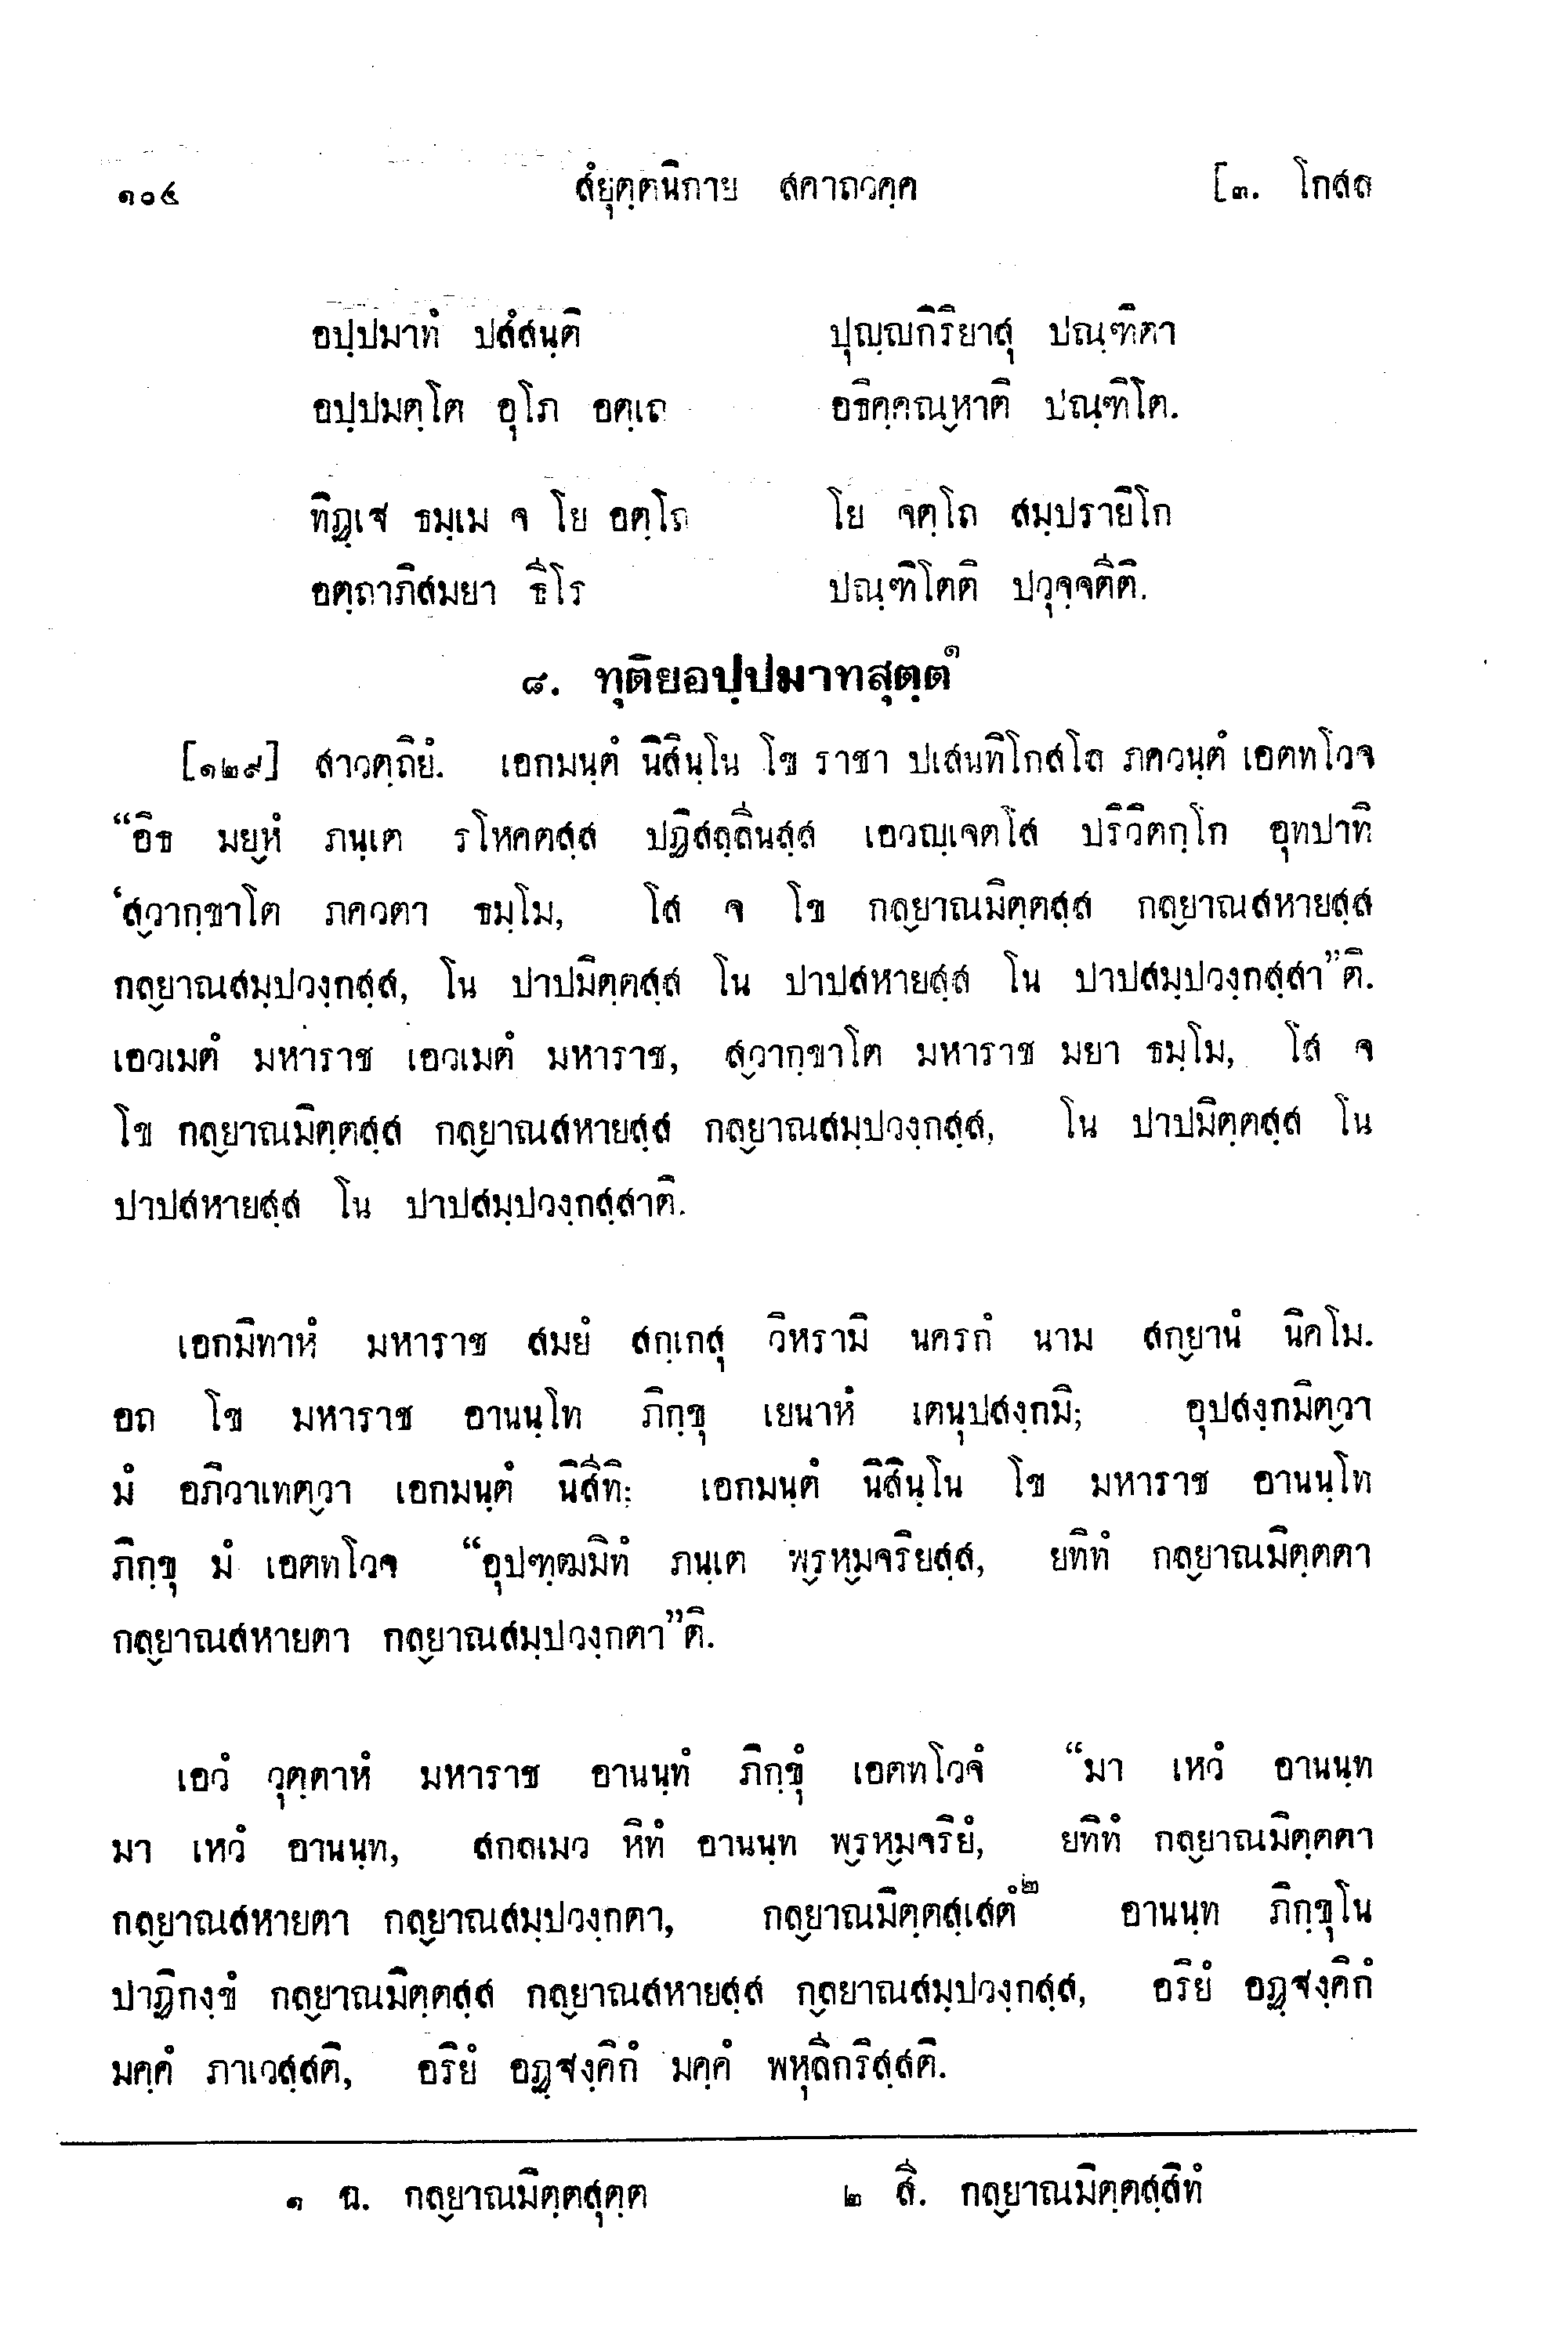 ๑๐๔ สํยุตฺตนิกาย สคาถวคฺค [๓. โกสล
อปฺปมาทํ ปสํสนฺติ ปุญฺญกิริยาสุ ปณฺฑิตา
อปฺปมตฺโต อุโภ อตฺเถ อธิคฺคณ๎หาติ ปณฺฑิโต.
ทิฏฺเฐ ธมฺเม จ โย อตฺโถ โย จตฺโถ สมฺปรายิโก
อตฺถาภิสมยา ธีโร ปณฺฑิโตติ ปวุจฺจตีติ.
๘. ทุติยอปฺปมาทสุตฺต๑
[๑๒๙] สาวตฺถิยํ. เอกมนฺตํ นิสินฺโน โข ราชา ปเสนทิโกสโล ภควนฺตํ เอตทโวจ
“อิธ มย๎หํ ภนฺเต รโหคตสฺส ปฏิสลฺลีนสฺส เอวญฺเจตโส ปริวิตกฺโก อุทปาทิ
‘ส๎วากฺขาโต ภควตา ธมฺโม, โส จ โข กล๎ยาณมิตฺตสฺส กล๎ยาณสหายสฺส
กล๎ยาณสมฺปวงฺกสฺส, โน ปาปมิตฺตสฺส โน ปาปสหายสฺส โน ปาปสมฺปวงฺกสฺสา”ติ.
เอวเมตํ มหาราช เอวเมตํ มหาราช, ส๎วากฺขาโต มหาราช มยา ธมฺโม, โส จ
โข กล๎ยาณมิตฺตสฺส กล๎ยาณสหายสฺส กล๎ยาณสมฺปวงฺกสฺส, โน ปาปมิตฺตสฺส โน
ปาปสหายสฺส โน ปาปสมฺปวงฺกสฺสาติ.
เอกมิทาหํ มหาราช สมยํ สกฺเกสุ วิหรามิ นครกํ นาม สก๎ยานํ นิคโม.
อถ โข มหาราช อานนฺโท ภิกฺขุ เยนาหํ เตนุปสงฺกมิ; อุปสงฺกมิต๎วา
มํ อภิวาเทต๎วา เอกมนฺตํ นิสีทิ; เอกมนฺตํ นิสินฺโน โข มหาราช อานนฺโท
ภิกฺขุ มํ เอตทโวจ “อุปฑฺฒมิทํ ภนฺเต พ๎รห๎มจริยสฺส, ยทิทํ กล๎ยาณมิตฺตตา
กล๎ยาณสหายตา กล๎ยาณสมฺปวงฺกตา”ติ.
เอวํ วุตฺตาหํ มหาราช อานนฺทํ ภิกฺขุํ เอตทโวจํ “มา เหวํ อานนฺท
มา เหวํ อานนฺท, สกลเมว หิทํ อานนฺท พ๎รห๎มจริยํ, ยทิทํ กล๎ยาณมิตฺตตา
กล๎ยาณสหายตา กล๎ยาณสมฺปวงฺกตา, กล๎ยาณมิตฺตสฺเสตํ๒ อานนฺท ภิกฺขุโน
ปาฏิกงฺขํ กล๎ยาณมิตฺตสฺส กล๎ยาณสหายสฺส ก๎ลยาณสมฺปวงฺกสฺส, อริยํ อฏฺฐงฺคิกํ
มคฺคํ ภาเวสฺสติ, อริยํ อฏฺฐงฺคิกํ มคฺคํ พหุลีกริสฺสติ.
๑ ฉ. กล๎ยาณมิตฺตสุตฺต ๒ สี. กล๎ยาณมิตฺตสฺสิทํ